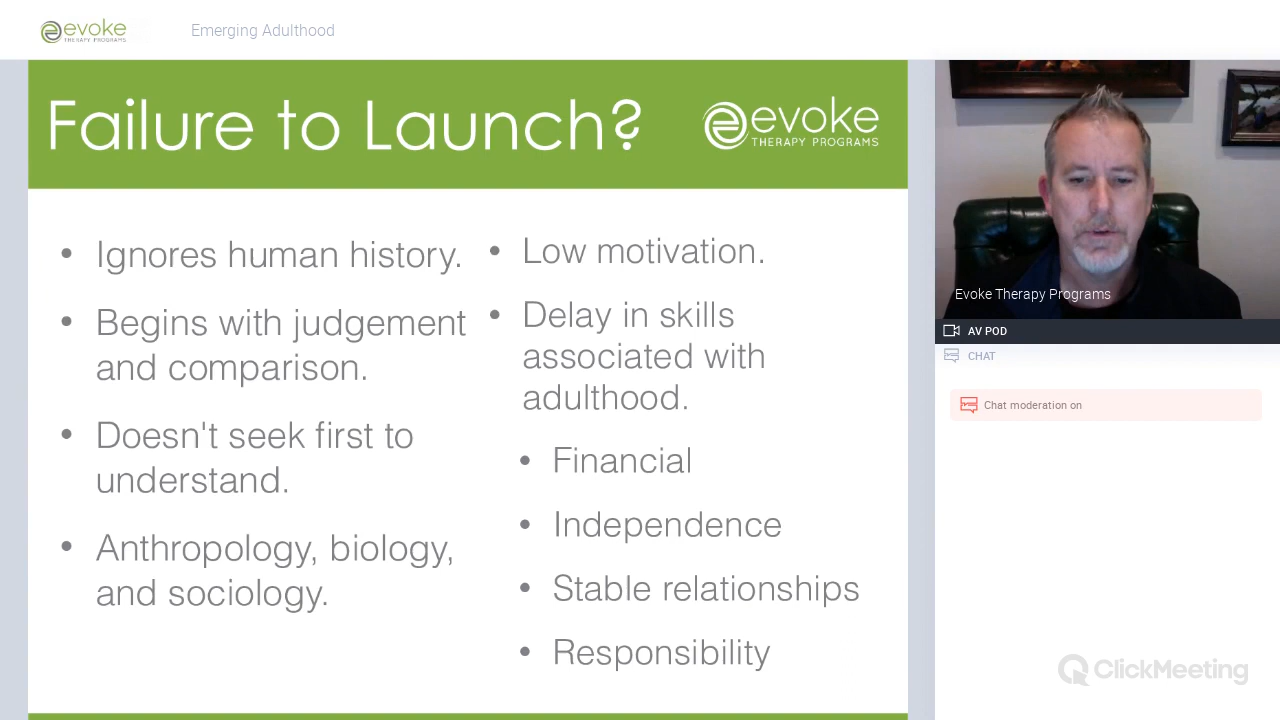 evoke
THERAPY PROGRAMS
Emerging Adulthood
Failure to Launch?
evoke
THERAPY PROGRAMS
• Ignores human history.
• Begins with judgement
and comparison.
• Doesn't seek first to
understand.
• Anthropology, biology,
and sociology.
• Low motivation.
• Delay in skills
associated with
adulthood.
• Financial
• Independence
• Stable relationships
• Responsibility
Evoke Therapy Programs
AV POD
CHAT
Chat moderation on
ClickMeeting